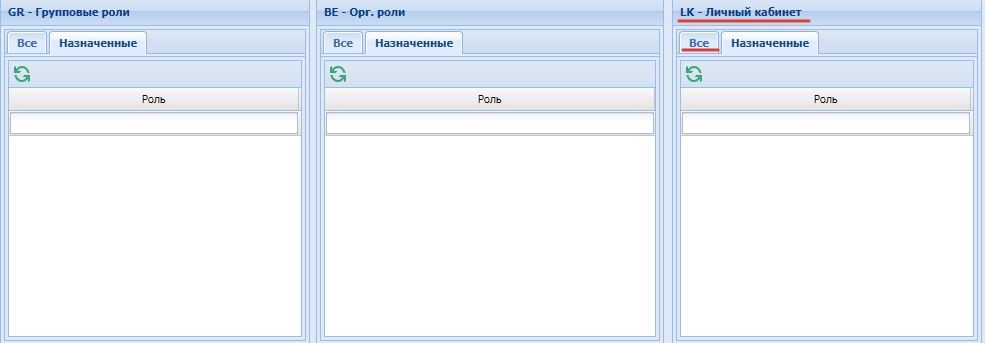 GR - Групповые роли
Все Назначенные
Роль
BE - Орг. роли
Все Назначенные
Роль
LK - Личный кабинет
Все Назначенные
Роль